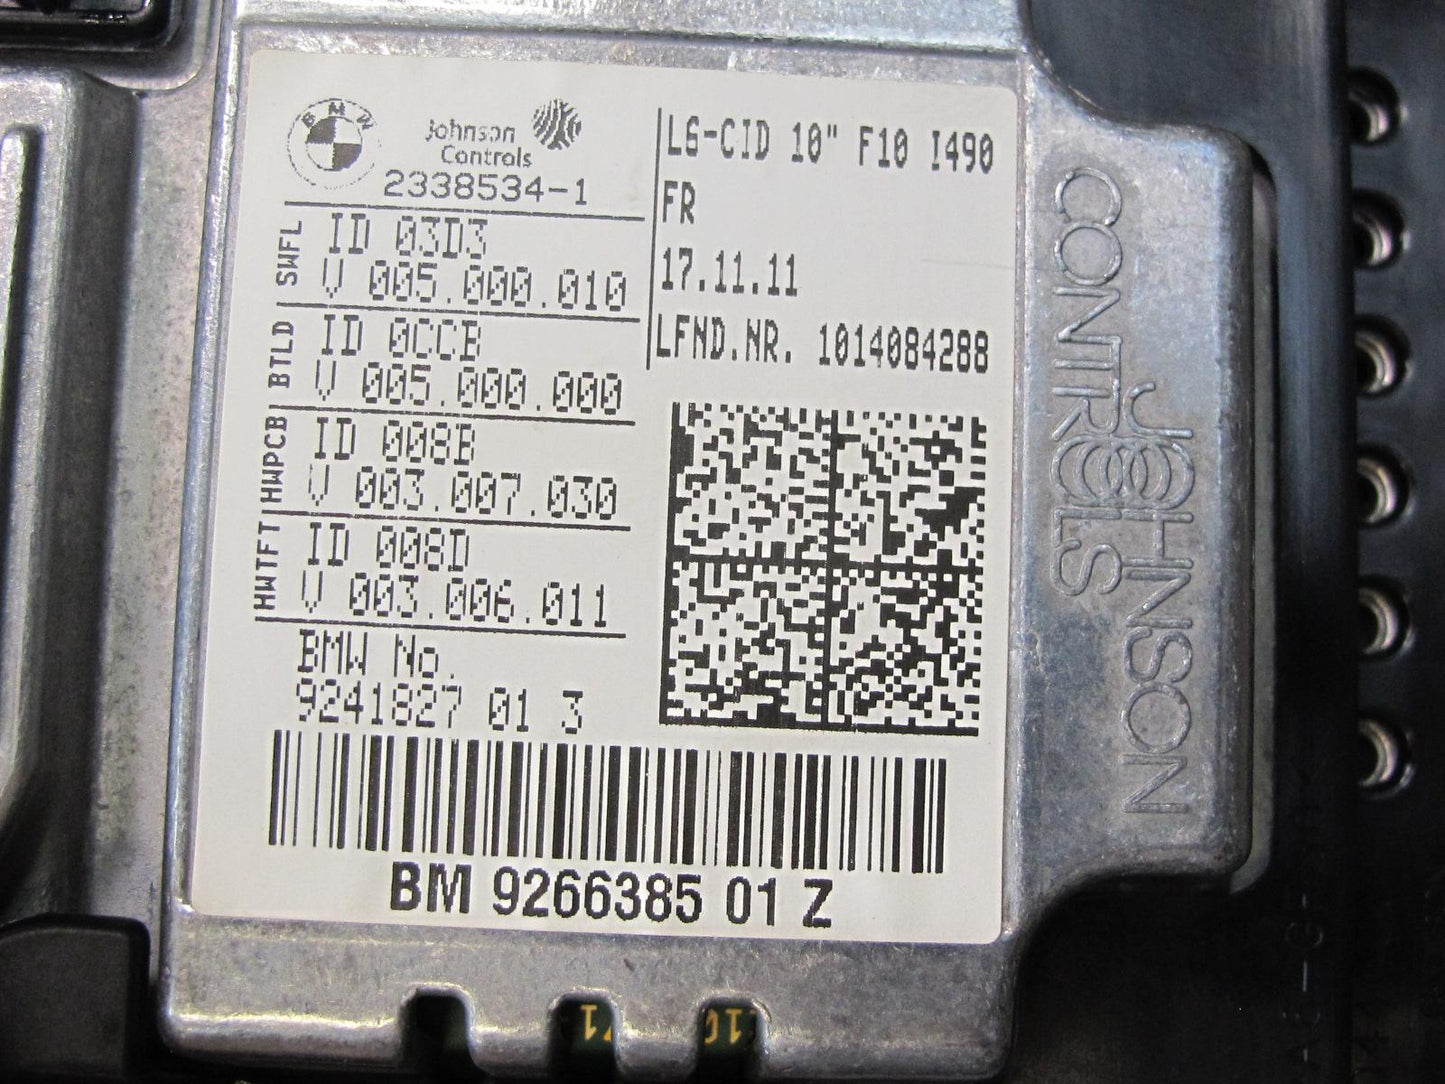 BMW
Johnson
Controls
2338534-1
SWFL
ID 03D3
V 005.000.010
BTLD
ID 0CCB
V 005.000.000
HWPCB
ID 008B
V 003.007.030
HWTFT
ID 008D
V 003.006.011
BMW No.
9241827 01 3
L6-CID 10" F10 I490
FR
17.11.11
LFND.NR. 1014084288
BM 9266385 01 Z
JOHNSON
CONTROLS